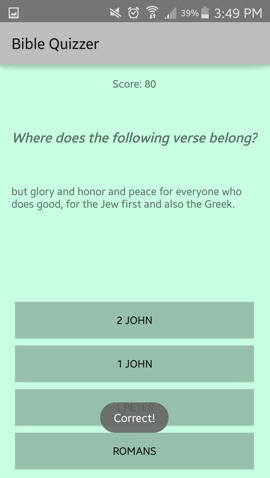 39% 3:49 PM
Bible Quizzer
Score: 80
Where does the following verse belong?
but glory and honor and peace for everyone who
does good, for the Jew first and also the Greek.
2 JOHN
1 JOHN
1 PETER
Correct!
ROMANS